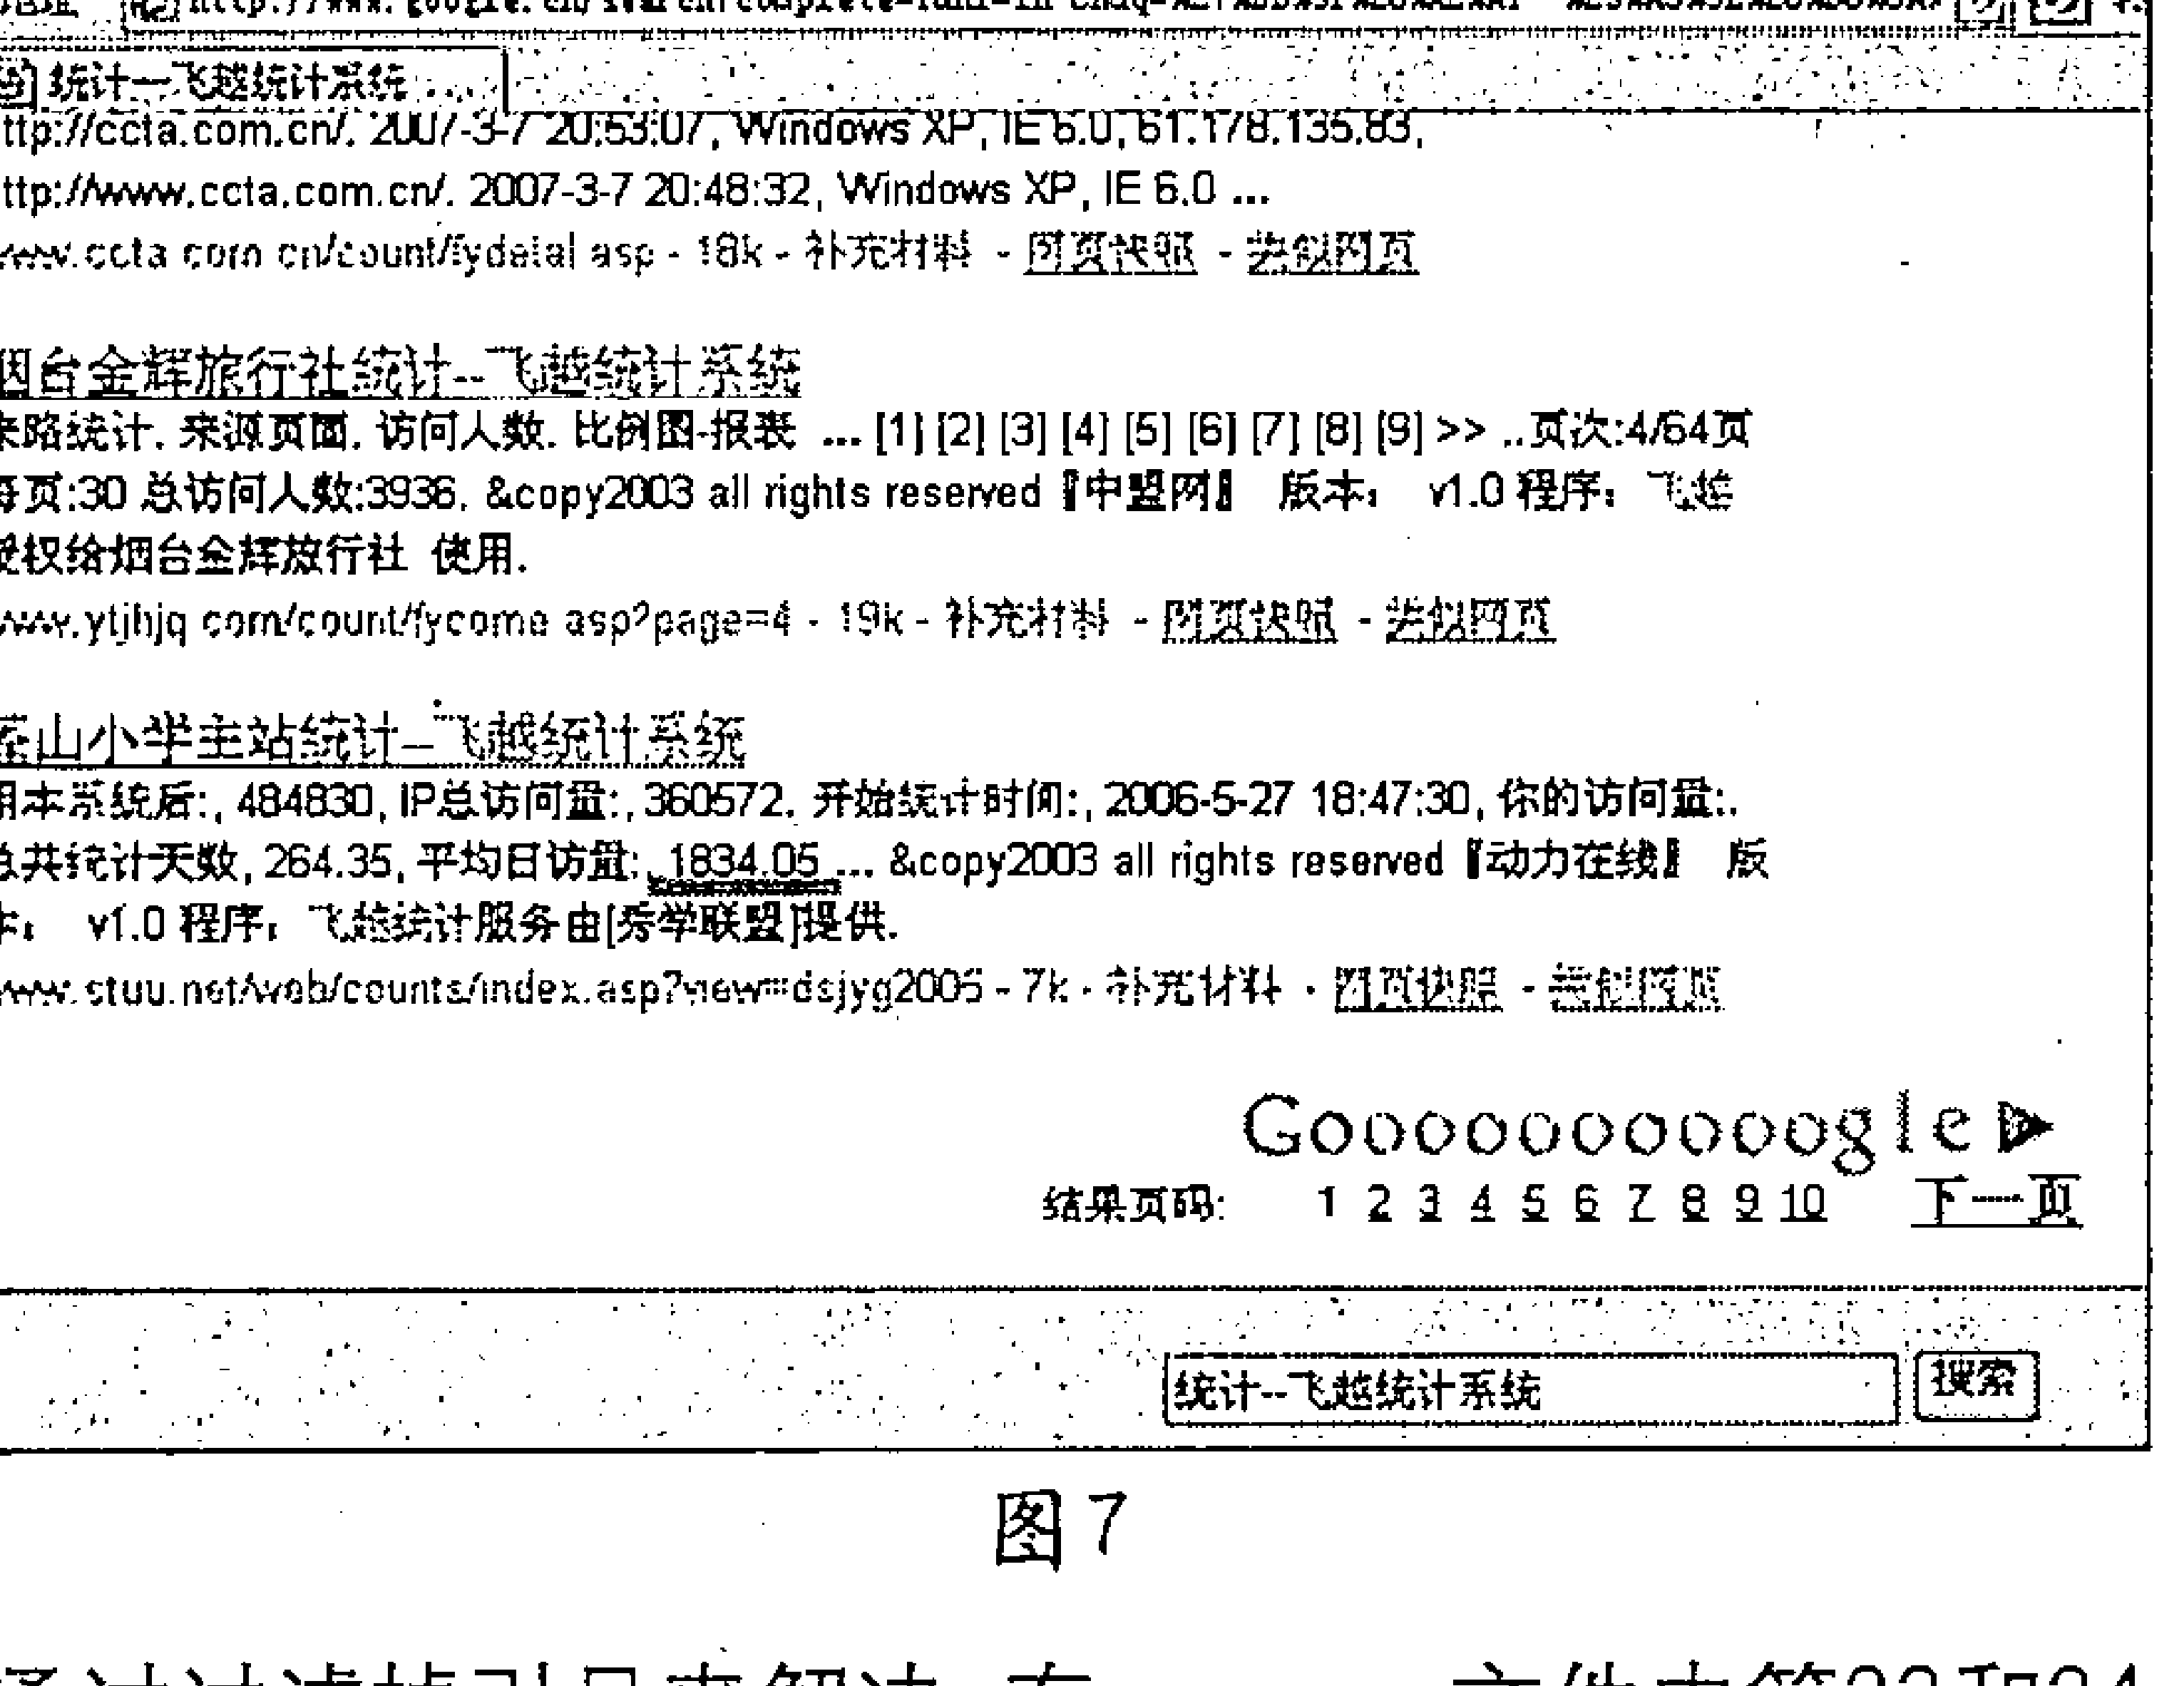 统计--飞越统计系统 ...
ttp://ccta.com.cn/. 2007-3-7 20:53:07, Windows XP, IE 6.0, 61.178.135.83,
ttp://www.ccta.com.cn/. 2007-3-7 20:48:32, Windows XP, IE 6.0 ...
www.ccta com cn/count/fydetal asp - 18k - 补充材料 - 网页快照 - 类似网页
烟台金辉旅行社统计--飞越统计系统
来路统计. 来源页面. 访问人数. 比例图-报表 ... [1] [2] [3] [4] [5] [6] [7] [8] [9] >> ..页次:4/64页
每页:30 总访问人数:3936. &copy2003 all rights reserved『中盟网』 版本: v1.0 程序: 飞越
授权给烟台金辉旅行社 使用.
www.ytjhjq com/count/fycome asp?page=4 - 19k - 补充材料 - 网页快照 - 类似网页
山小学主站统计--飞越统计系统
用本系统后:, 484830, IP总访问量:, 360572. 开始统计时间:, 2006-5-27 18:47:30, 你的访问量:.
总共统计天数, 264.35, 平均日访量:, 1834.05 ... &copy2003 all rights reserved『动力在线』 版
本: v1.0 程序: 飞越统计服务由[秀学联盟]提供.
www.stuu.net/web/counts/index.asp?view=dsjyg2006 - 7k - 补充材料 - 网页快照 - 类似网页
Goooooooooogle
结果页码: 1 2 3 4 5 6 7 8 9 10 下一页
统计--飞越统计系统 搜索
图 7